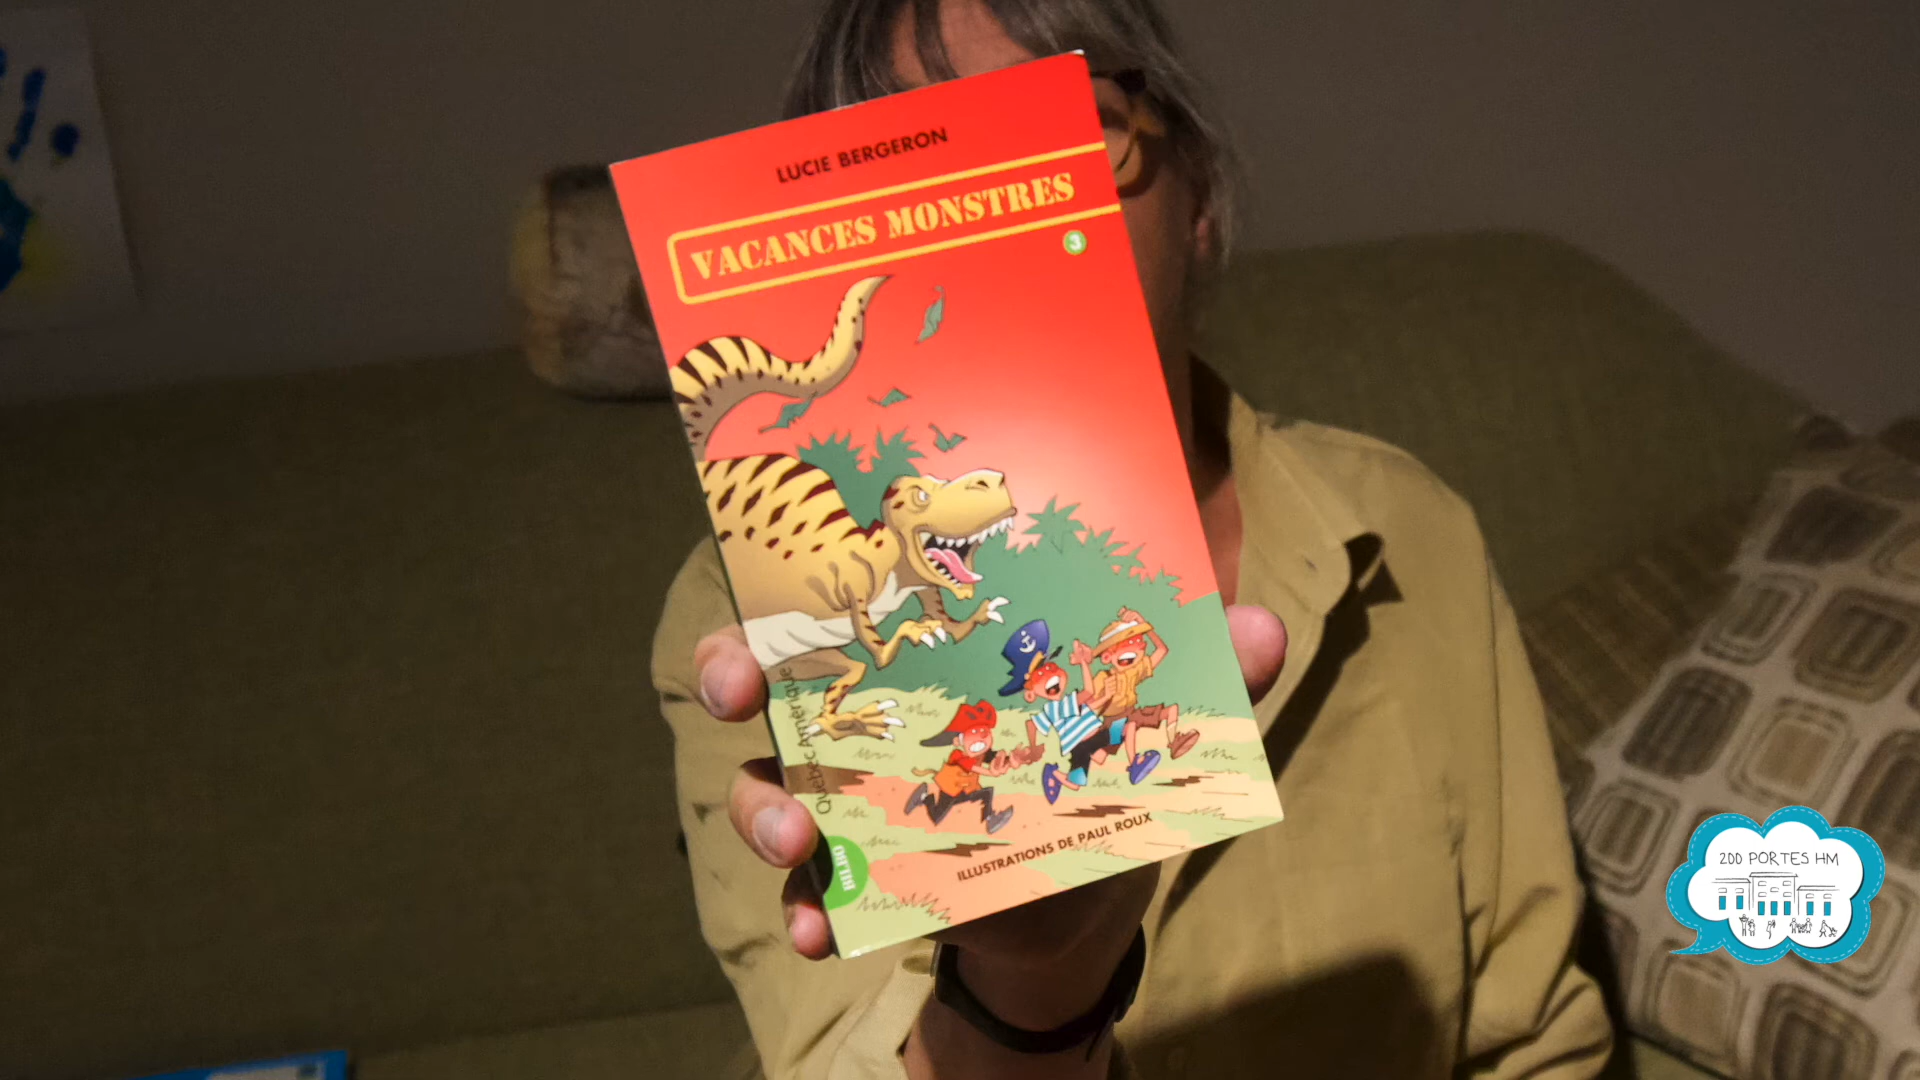 LUCIE BERGERON
VACANCES MONSTRES
3
Québec Amérique
BILBO
ILLUSTRATIONS DE PAUL ROUX
200 PORTES HM